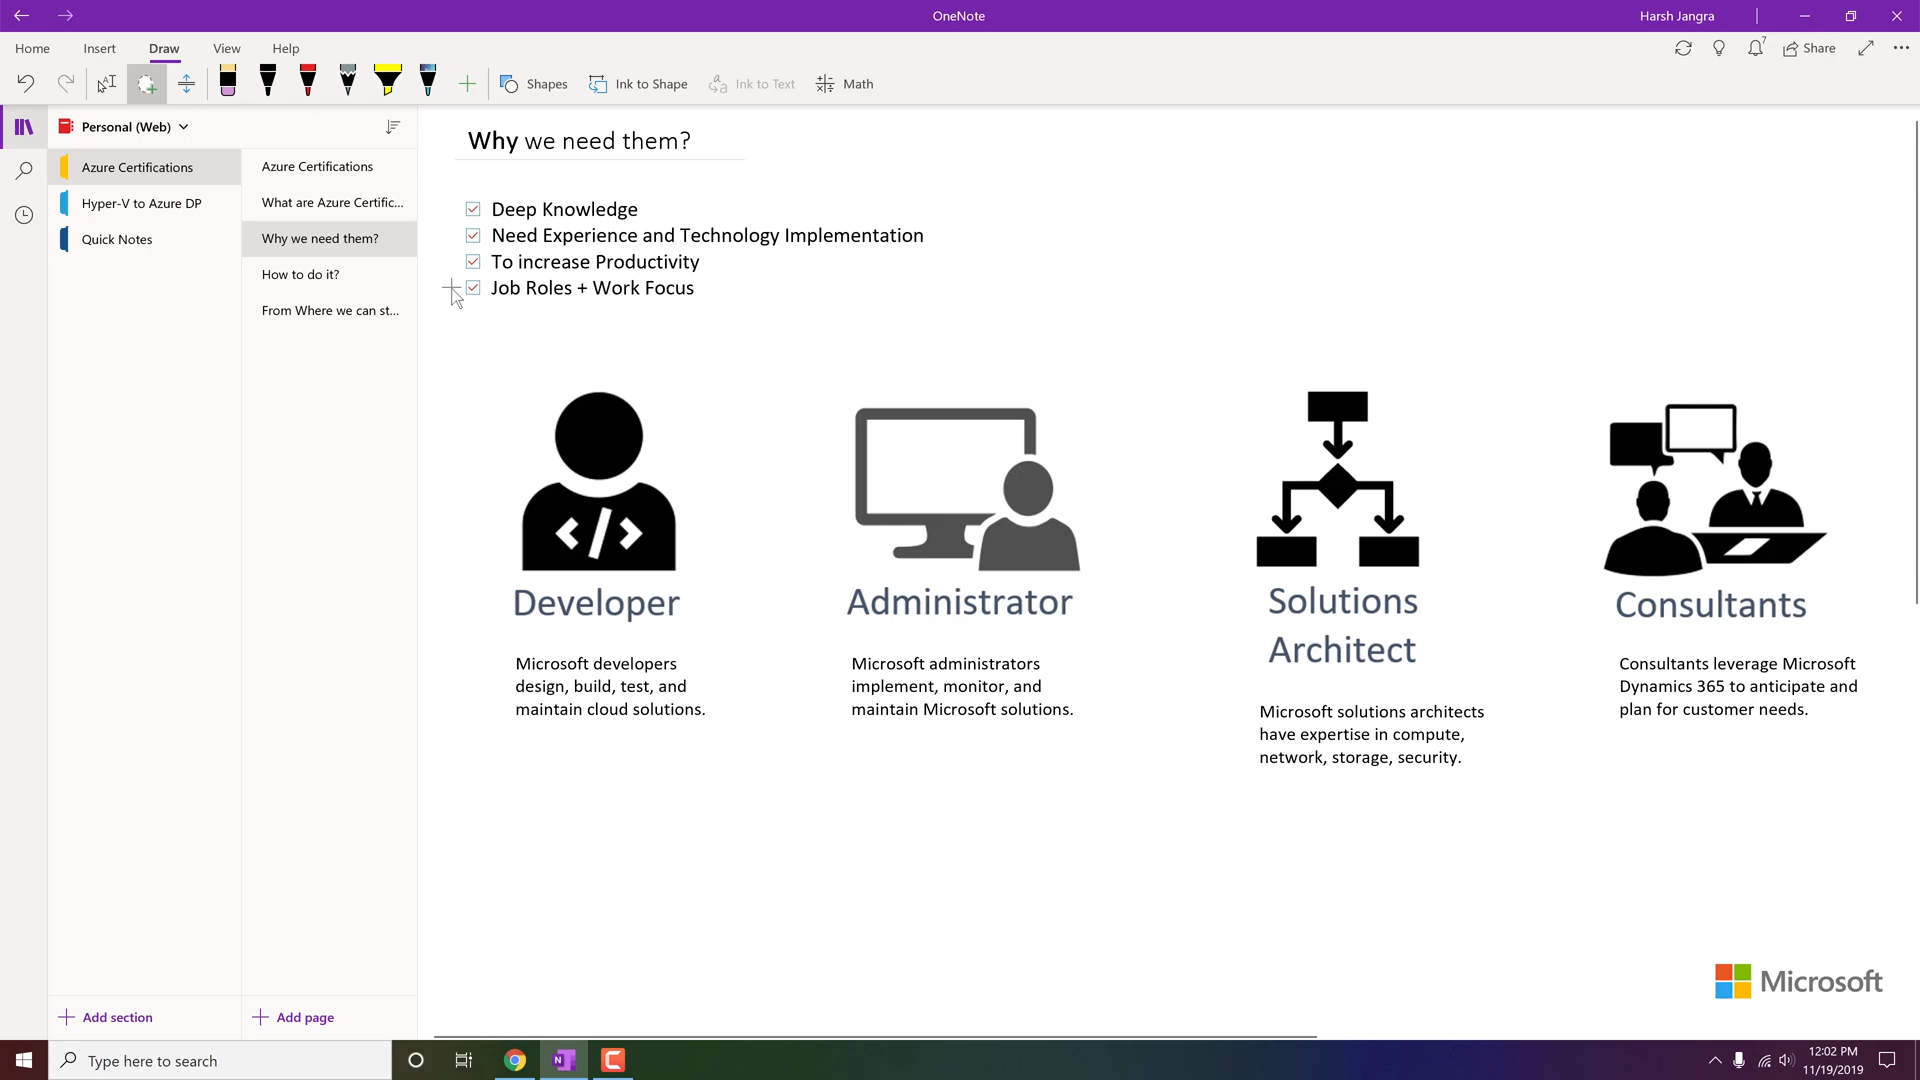 OneNote
Harsh Jangra
Home
Insert
Draw
View
Help
7
Share
Shapes
Ink to Shape
Ink to Text
Math
Personal (Web)
Azure Certifications
Hyper-V to Azure DP
Quick Notes
Azure Certifications
What are Azure Certific...
Why we need them?
How to do it?
From Where we can st...
Add section
Add page
Why we need them?
Deep Knowledge
Need Experience and Technology Implementation
To increase Productivity
Job Roles + Work Focus
</>
Developer
Microsoft developers
design, build, test, and
maintain cloud solutions.
Administrator
Microsoft administrators
implement, monitor, and
maintain Microsoft solutions.
Solutions
Architect
Microsoft solutions architects
have expertise in compute,
network, storage, security.
Consultants
Consultants leverage Microsoft
Dynamics 365 to anticipate and
plan for customer needs.
Microsoft
Type here to search
N
12:02 PM
11/19/2019